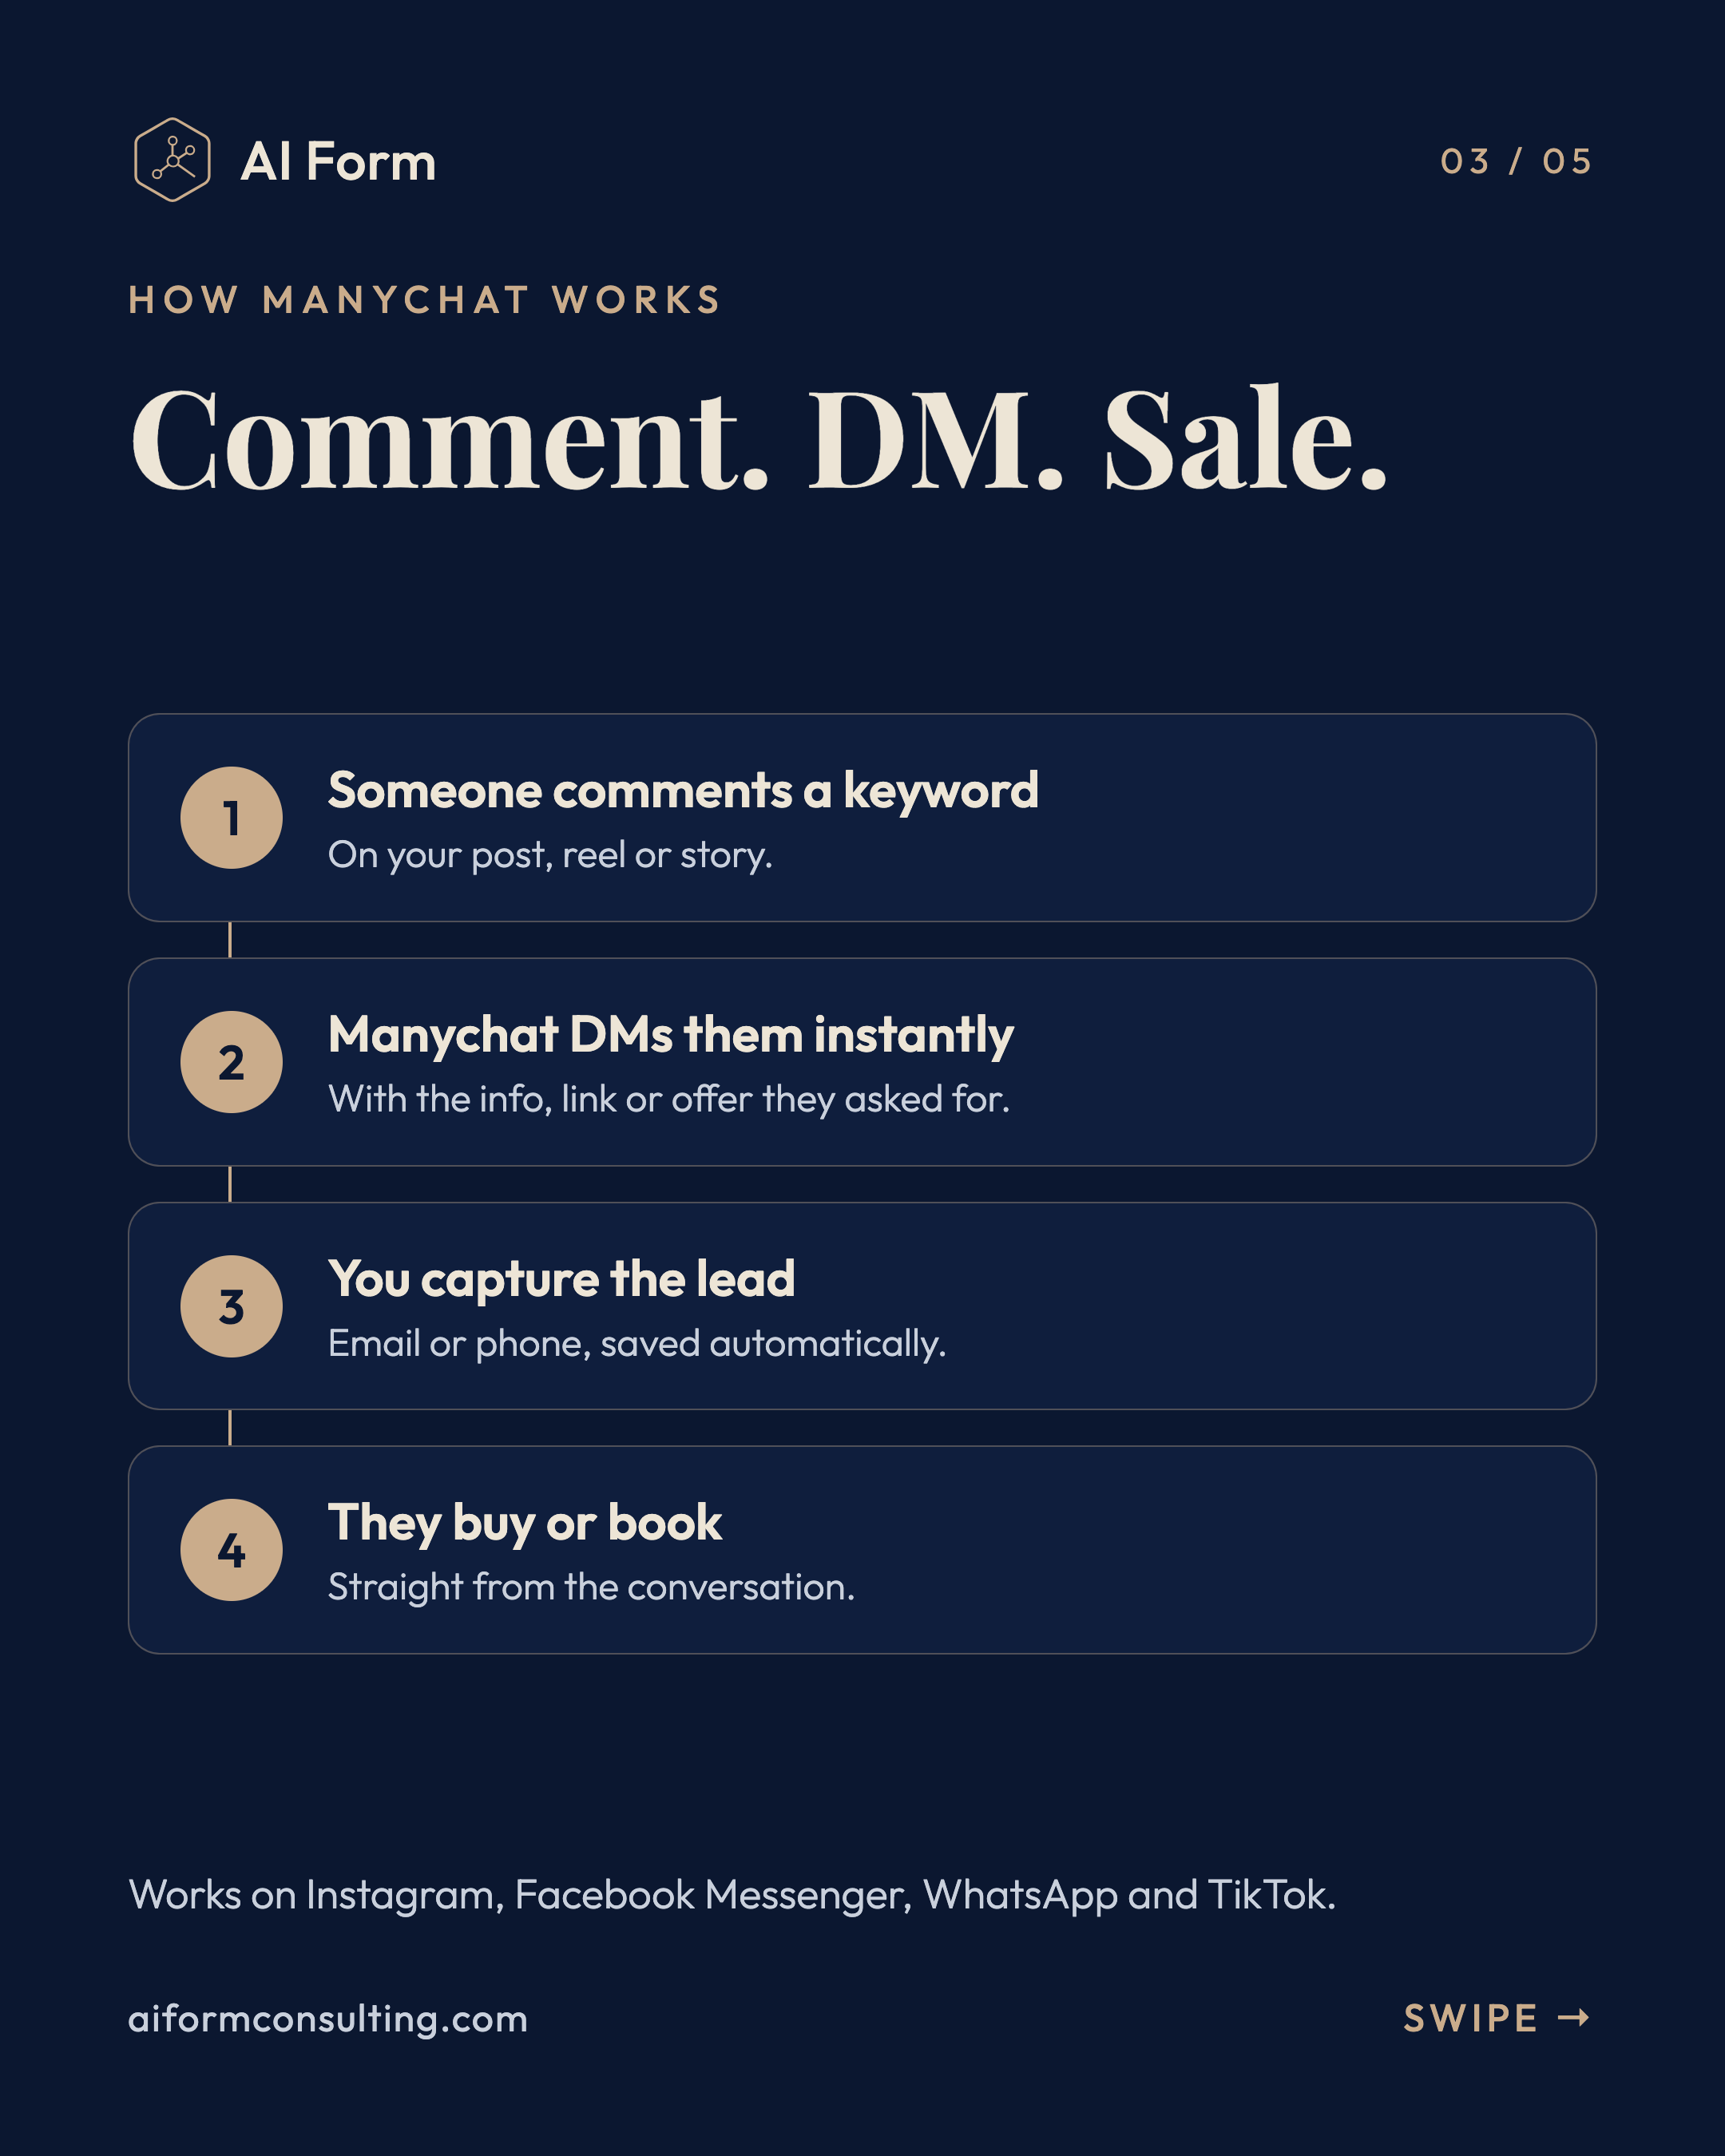 AI Form
03 / 05
HOW MANYCHAT WORKS
Comment. DM. Sale.
1
Someone comments a keyword
On your post, reel or story.
2
Manychat DMs them instantly
With the info, link or offer they asked for.
3
You capture the lead
Email or phone, saved automatically.
4
They buy or book
Straight from the conversation.
Works on Instagram, Facebook Messenger, WhatsApp and TikTok.
aiformconsulting.com
SWIPE →